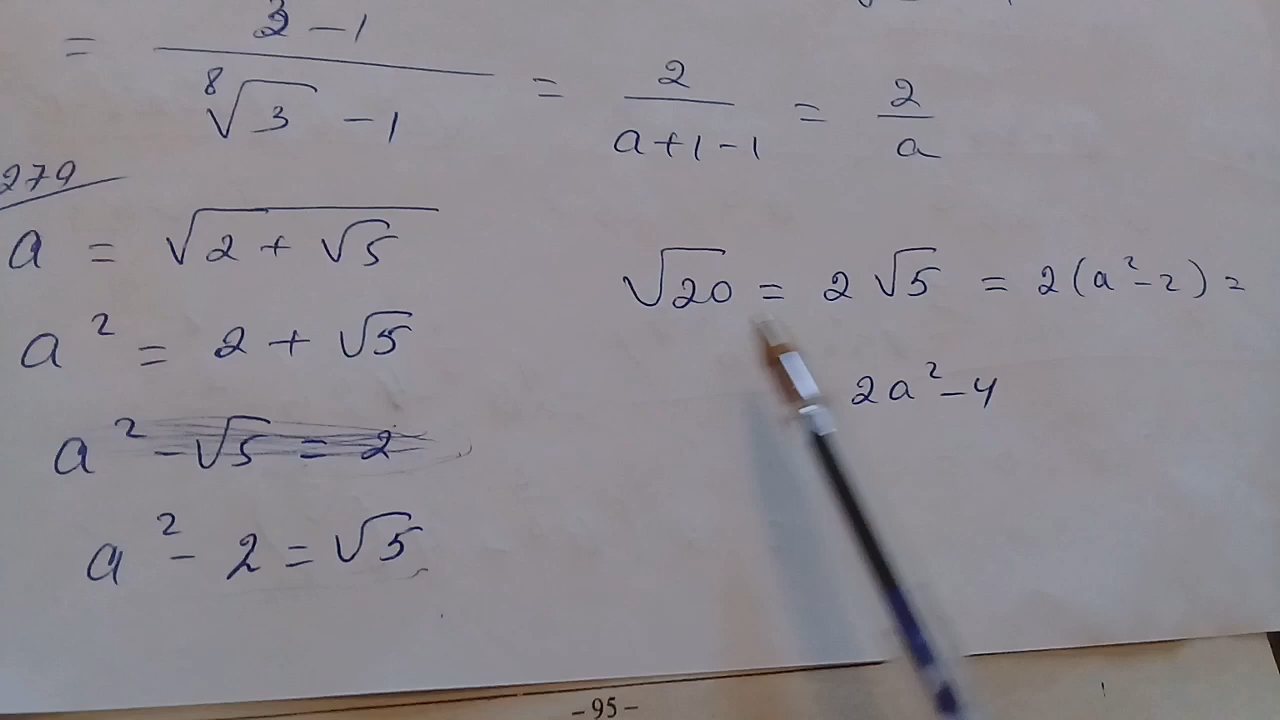 = 3 - 1 / ⁸√3 - 1 = 2 / a + 1 - 1 = 2 / a
279
a = √(2 + √5)
a² = 2 + √5
a² - √5 = 2
a² - 2 = √5
√20 = 2√5 = 2(a² - 2) =
2a² - 4
- 95 -